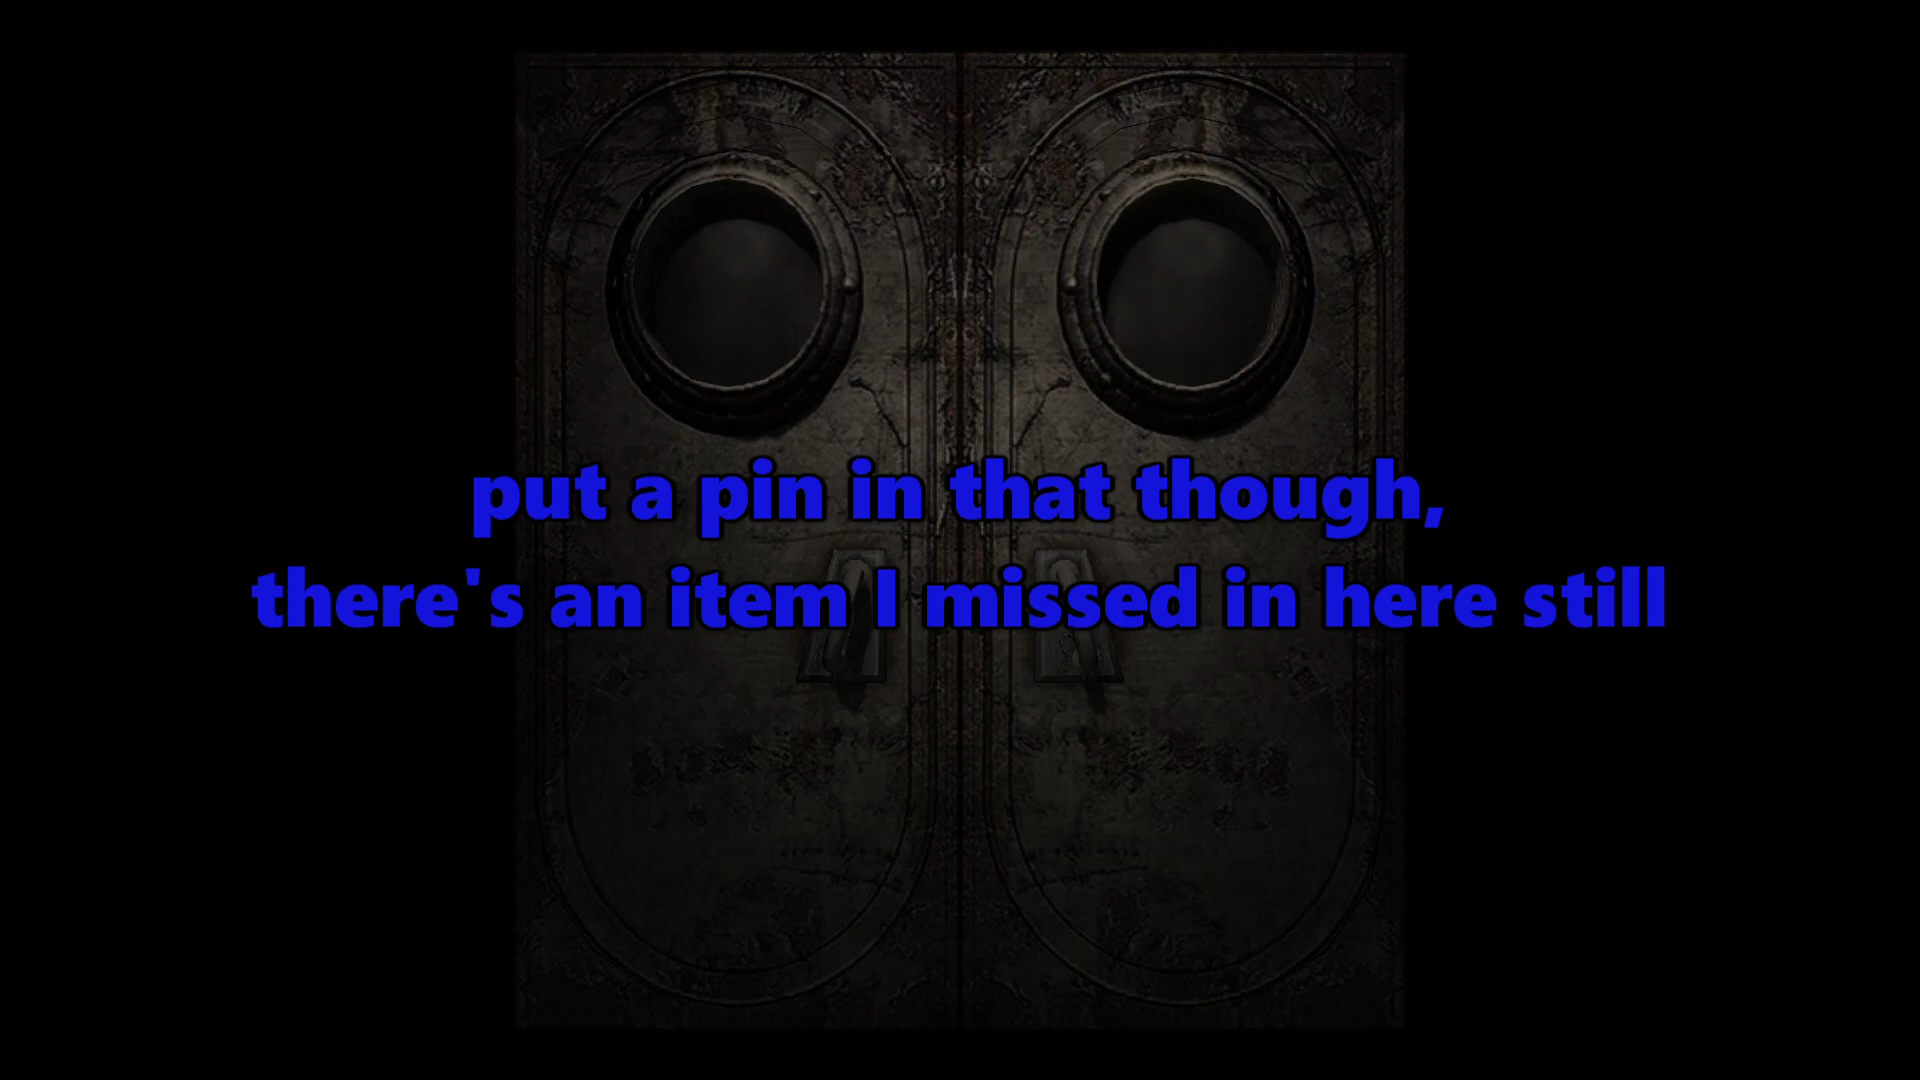 put a pin in that though,
there's an item I missed in here still